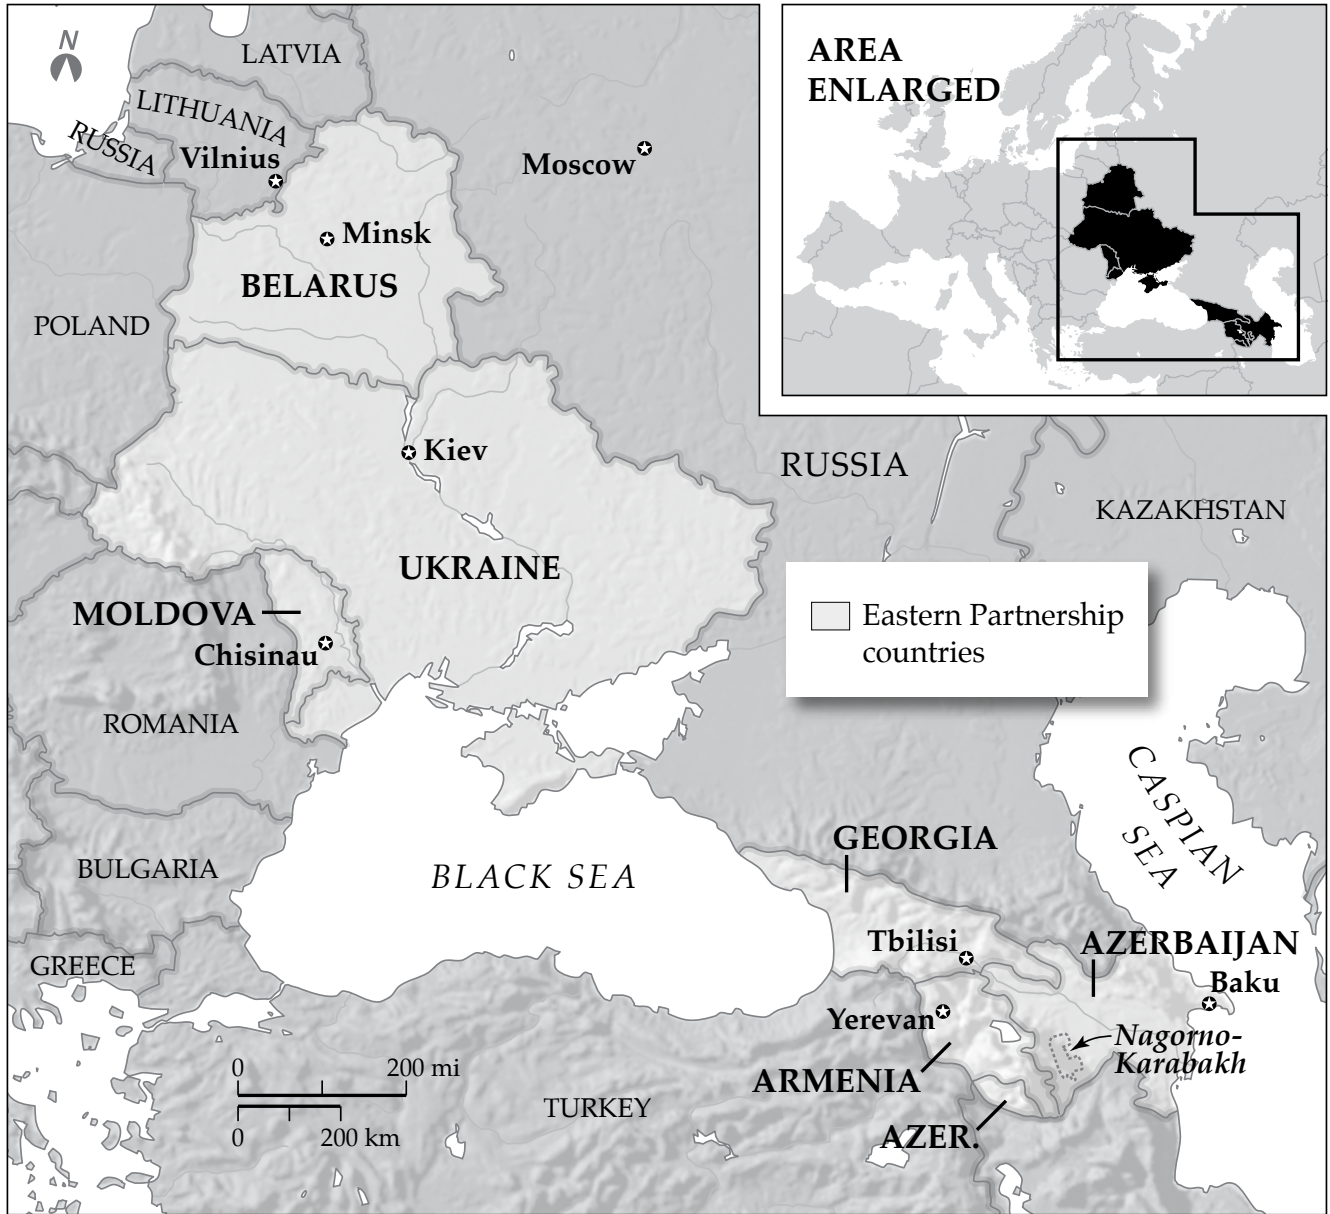 N
LATVIA
LITHUANIA
RUSSIA
Vilnius
Moscow
Minsk
BELARUS
POLAND
Kiev
UKRAINE
MOLDOVA
Chisinau
ROMANIA
BULGARIA
GREECE
BLACK SEA
TURKEY
0 200 mi
0 200 km
AREA
ENLARGED
RUSSIA
KAZAKHSTAN
Eastern Partnership
countries
CASPIAN
SEA
GEORGIA
Tbilisi
AZERBAIJAN
Baku
Yerevan
Nagorno-
Karabakh
ARMENIA
AZER.